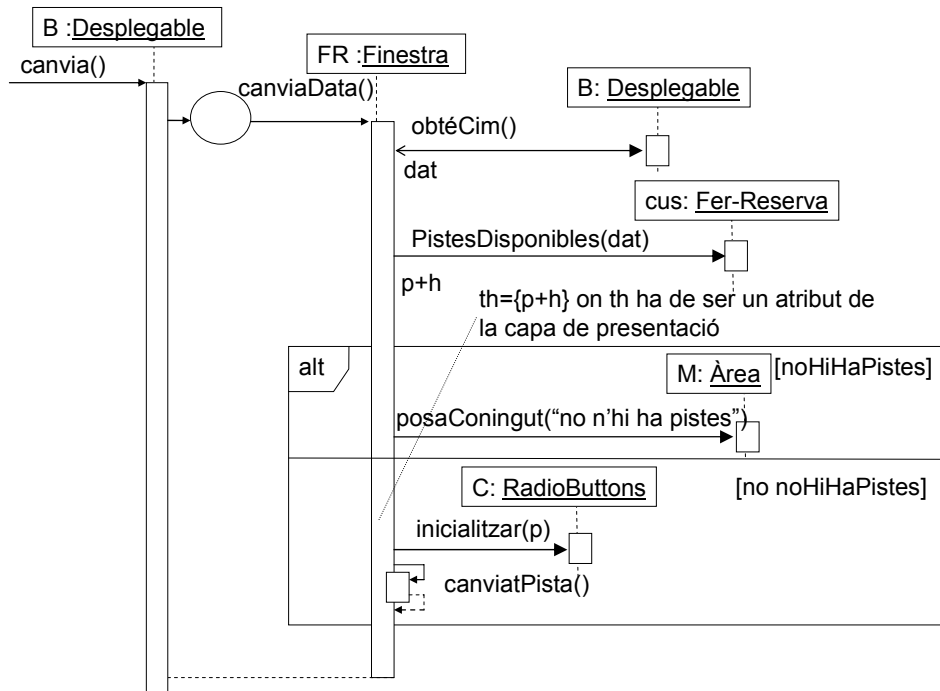 B :Desplegable
FR :Finestra
canvia()
canviaData()
B: Desplegable
obtéCim()
dat
cus: Fer-Reserva
PistesDisponibles(dat)
p+h
th={p+h} on th ha de ser un atribut de
la capa de presentació
alt
M: Àrea
[noHiHaPistes]
posaConingut(“no n’hi ha pistes”)
C: RadioButtons
[no noHiHaPistes]
inicialitzar(p)
canviatPista()